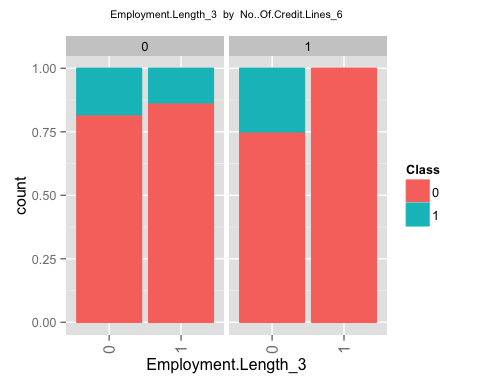 Employment.Length_3 by No..Of.Credit.Lines_6
0 1
1.00
0.75
0.50
0.25
0.00
count
0 1 0 1
Employment.Length_3
Class
0
1